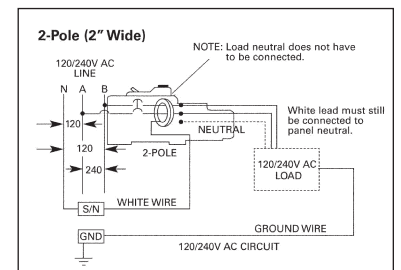 2-Pole (2" Wide)
NOTE: Load neutral does not have
to be connected.
120/240V AC
LINE
N A B
White lead must still
be connected to
panel neutral.
120
NEUTRAL
120
2-POLE
240
120/240V AC
LOAD
S/N
WHITE WIRE
GROUND WIRE
GND
120/240V AC CIRCUIT